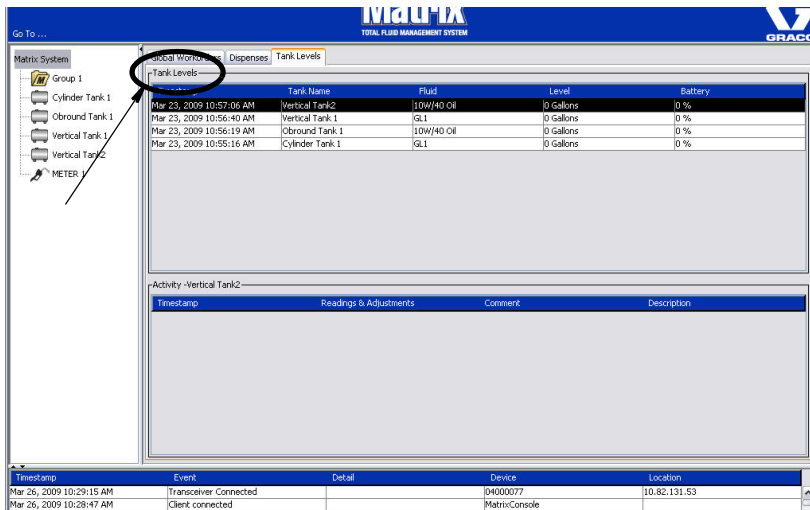 Matrix
TOTAL FLUID MANAGEMENT SYSTEM
GRACO
Go To ...
Matrix System
Group 1
Cylinder Tank 1
Obround Tank 1
Vertical Tank 1
Vertical Tank2
METER 1
Global Workorders Dispenses Tank Levels
Tank Levels
Timestamp Tank Name Fluid Level Battery
Mar 23, 2009 10:57:06 AM Vertical Tank2 10W/40 Oil 0 Gallons 0 %
Mar 23, 2009 10:56:40 AM Vertical Tank 1 GL1 0 Gallons 0 %
Mar 23, 2009 10:56:19 AM Obround Tank 1 10W/40 Oil 0 Gallons 0 %
Mar 23, 2009 10:55:16 AM Cylinder Tank 1 GL1 0 Gallons 0 %
Activity -Vertical Tank2
Timestamp Readings & Adjustments Comment Description
Timestamp Event Detail Device Location
Mar 26, 2009 10:29:15 AM Transceiver Connected 04000077 10.82.131.53
Mar 26, 2009 10:28:47 AM Client connected MatrixConsole